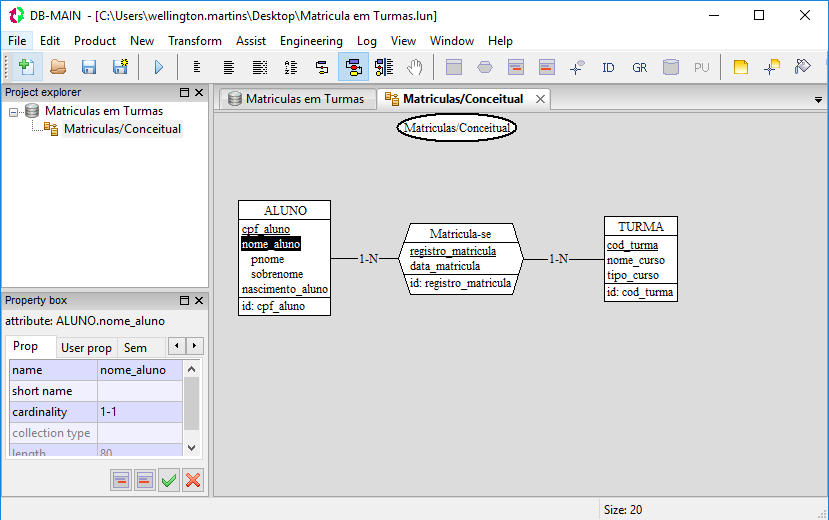 DB-MAIN - [C:\Users\wellington.martins\Desktop\Matricula em Turmas.lun]
File Edit Product New Transform Assist Engineering Log View Window Help
ID GR PU
Project explorer
Matriculas em Turmas
Matriculas/Conceitual
Matriculas em Turmas
Matriculas/Conceitual
Matriculas/Conceitual
ALUNO
cpf_aluno
nome_aluno
pnome
sobrenome
nascimento_aluno
id: cpf_aluno
1-N
Matricula-se
registro_matricula
data_matricula
id: registro_matricula
1-N
TURMA
cod_turma
nome_curso
tipo_curso
id: cod_turma
Property box
attribute: ALUNO.nome_aluno
Prop User prop Sem
name nome_aluno
short name
cardinality 1-1
collection type
length 80
Size: 20